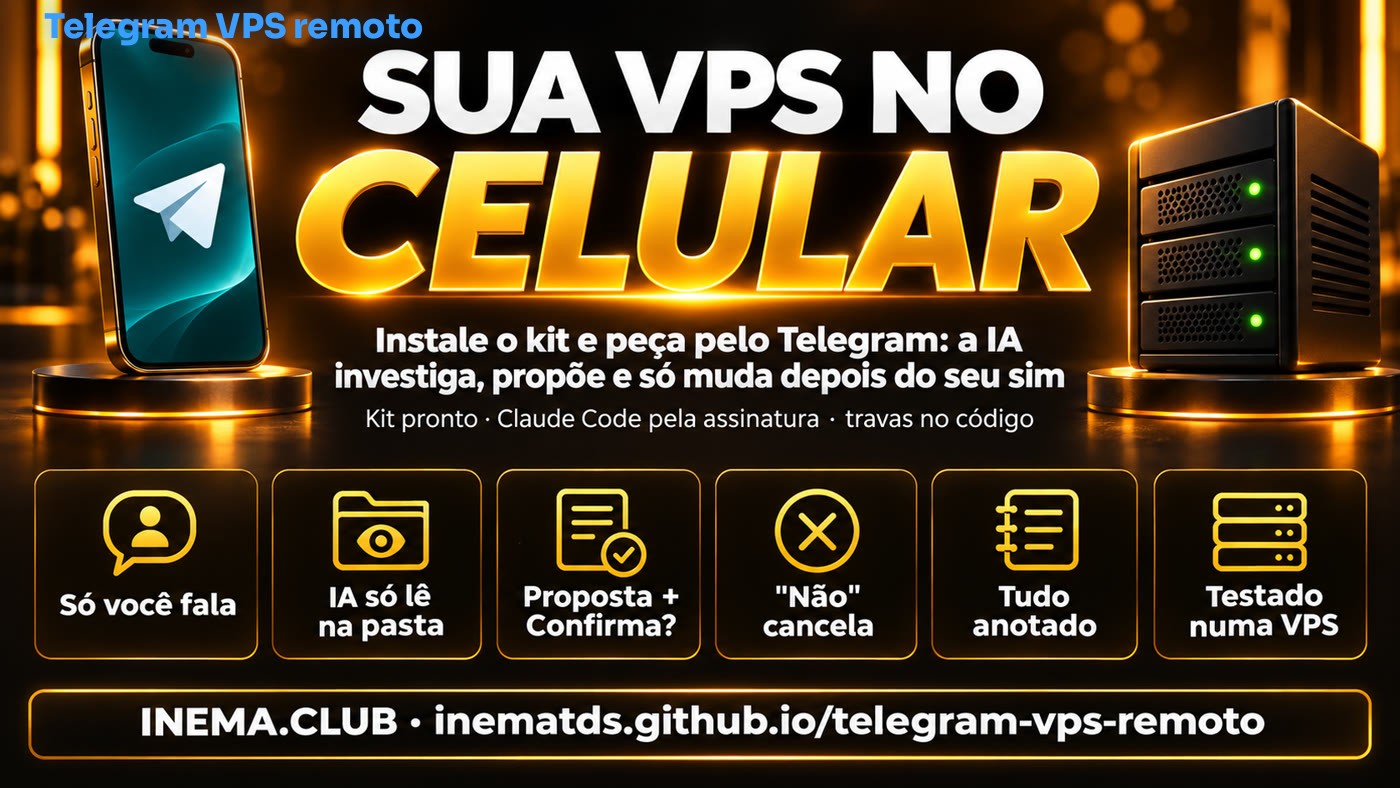 Telegram VPS remoto
SUA VPS NO
CELULAR
Instale o kit e peça pelo Telegram: a IA
investiga, propõe e só muda depois do seu sim
Kit pronto · Claude Code pela assinatura · travas no código
Só você fala
IA só lê
na pasta
Proposta +
Confirma?
"Não"
cancela
Tudo
anotado
Testado
numa VPS
INEMA.CLUB · inematds.github.io/telegram-vps-remoto